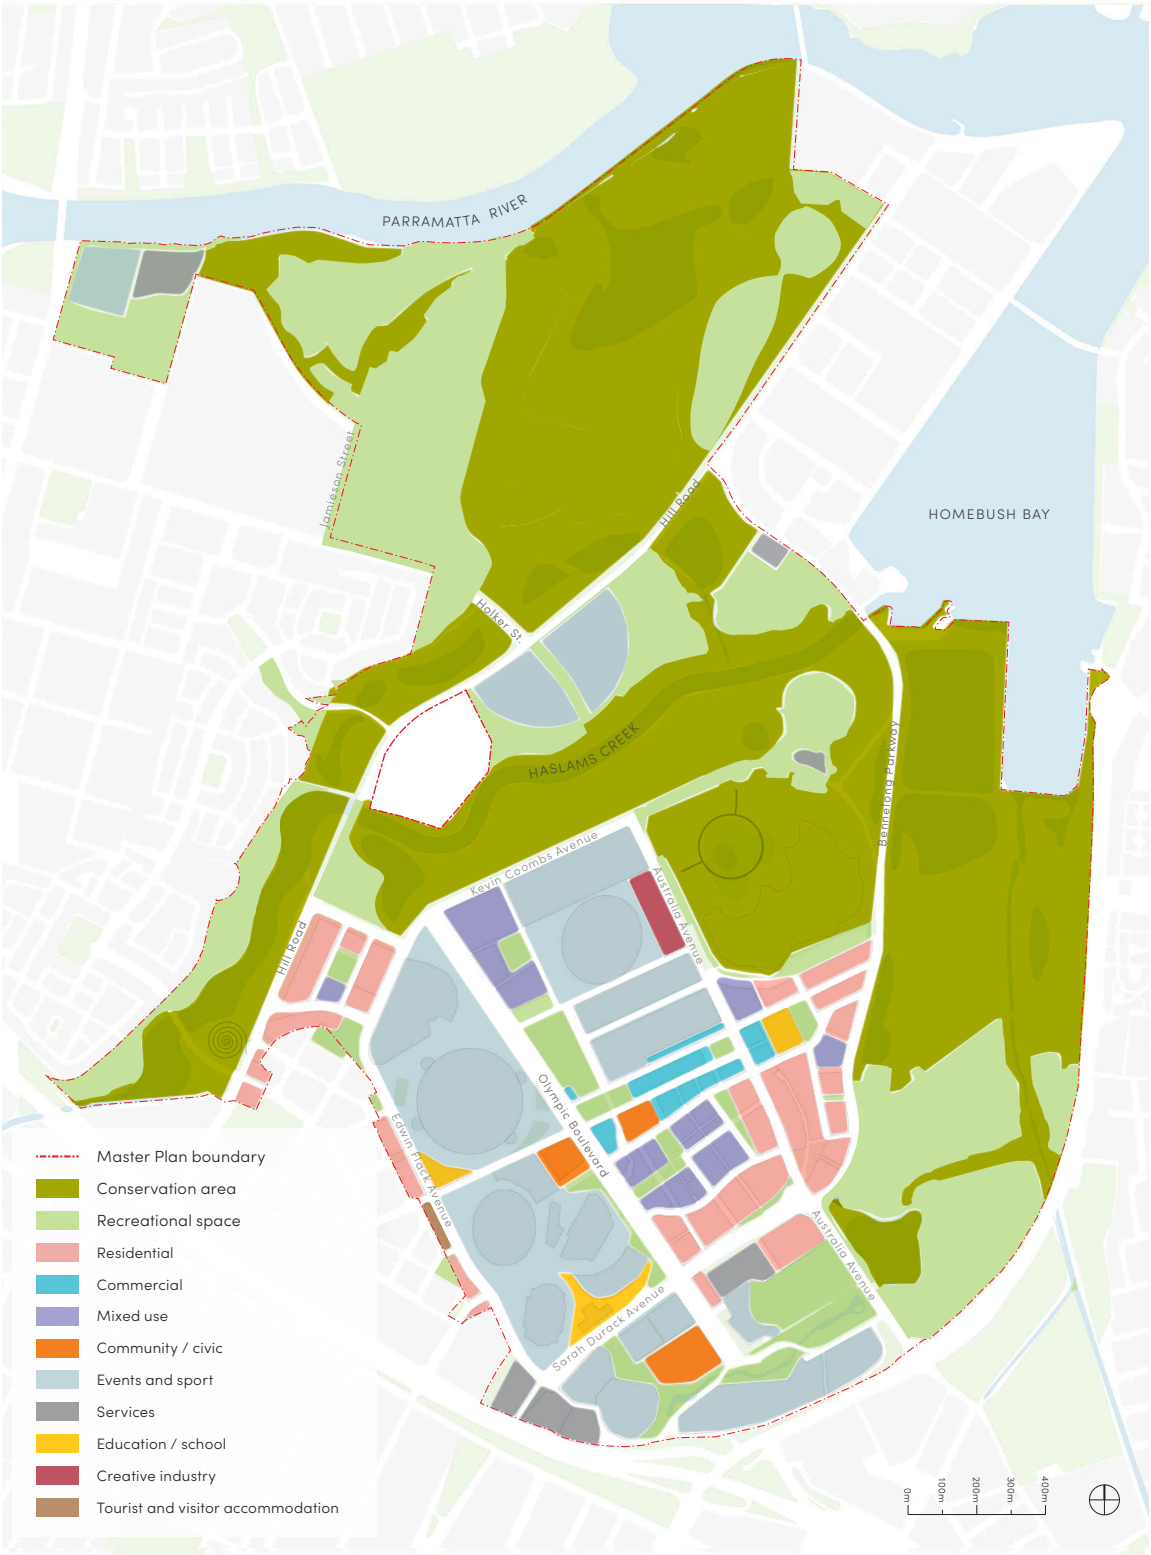 PARRAMATTA RIVER
Jamieson Street
Hill Road
HOMEBUSH BAY
Holker St.
HASLAMS CREEK
Bennelong Parkway
Kevin Coombs Avenue
Australia Avenue
Hill Road
Olympic Boulevard
Edwin Flack Avenue
Australia Avenue
Sarah Durack Avenue
Master Plan boundary
Conservation area
Recreational space
Residential
Commercial
Mixed use
Community / civic
Events and sport
Services
Education / school
Creative industry
Tourist and visitor accommodation
0m 100m 200m 300m 400m